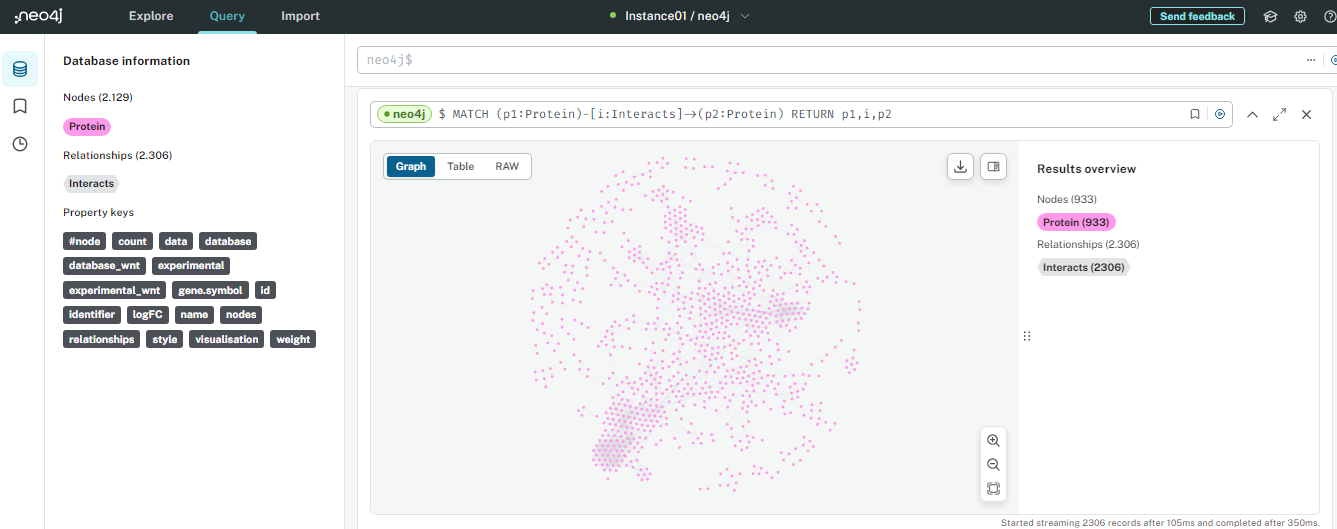 neo4j
Explore
Query
Import
Instance01 / neo4j
Send feedback
Database information
Nodes (2.129)
Protein
Relationships (2.306)
Interacts
Property keys
#node count data database
database_wnt experimental
experimental_wnt gene.symbol id
identifier logFC name nodes
relationships style visualisation weight
neo4j$
neo4j $ MATCH (p1:Protein)-[i:Interacts]->(p2:Protein) RETURN p1,i,p2
Graph Table RAW
Results overview
Nodes (933)
Protein (933)
Relationships (2.306)
Interacts (2306)
Started streaming 2306 records after 105ms and completed after 350ms.